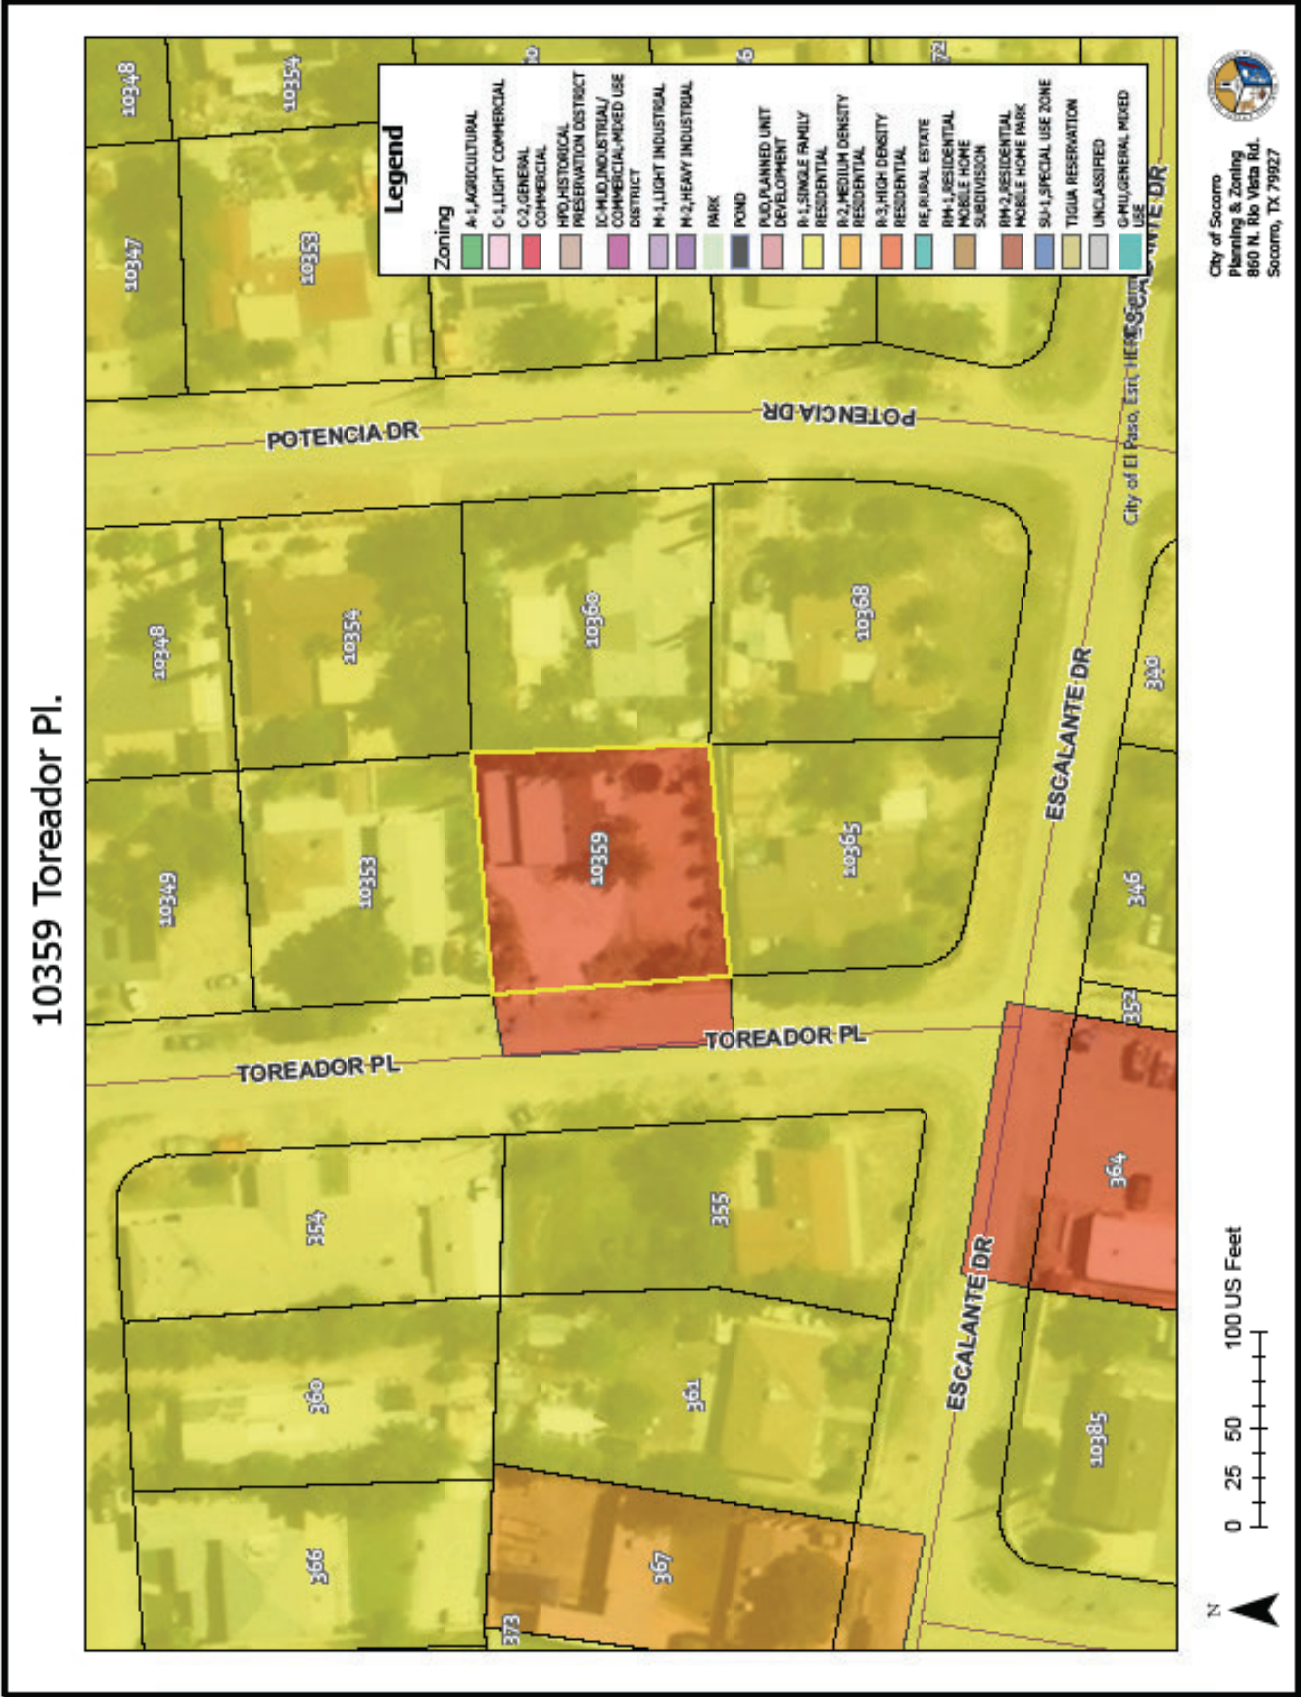 10359 Toreador Pl.
Legend
Zoning
A-1,AGRICULTURAL
C-1,LIGHT COMMERCIAL
C-2,GENERAL
COMMERCIAL
HPD,HISTORICAL
PRESERVATION DISTRICT
IC-MUD,INDUSTRIAL/
COMMERCIAL-MIXED USE
DISTRICT
M-1,LIGHT INDUSTRIAL
M-2,HEAVY INDUSTRIAL
PARK
POND
PUD,PLANNED UNIT
DEVELOPMENT
R-1,SINGLE FAMILY
RESIDENTIAL
R-2,MEDIUM DENSITY
RESIDENTIAL
R-3,HIGH DENSITY
RESIDENTIAL
RE,RURAL ESTATE
RM-1,RESIDENTIAL
MOBILE HOME
SUBDIVISION
RM-2,RESIDENTIAL
MOBILE HOME PARK
SU-1,SPECIAL USE ZONE
TIGUA RESERVATION
UNCLASSIFIED
G-MU,GENERAL MIXED
USE
10348
10354
10347
10353
POTENCIA DR
POTENCIA DR
10348
10354
10360
10368
10349
10353
10359
10365
TOREADOR PL
TOREADOR PL
354
355
360
361
366
367
373
ESCALANTE DR
ESCALANTE DR
340
346
352
364
10385
City of El Paso, Esri,
0 25 50 100 US Feet
N
City of Socorro
Planning & Zoning
860 N. Rio Vista Rd.
Socorro, TX 79927